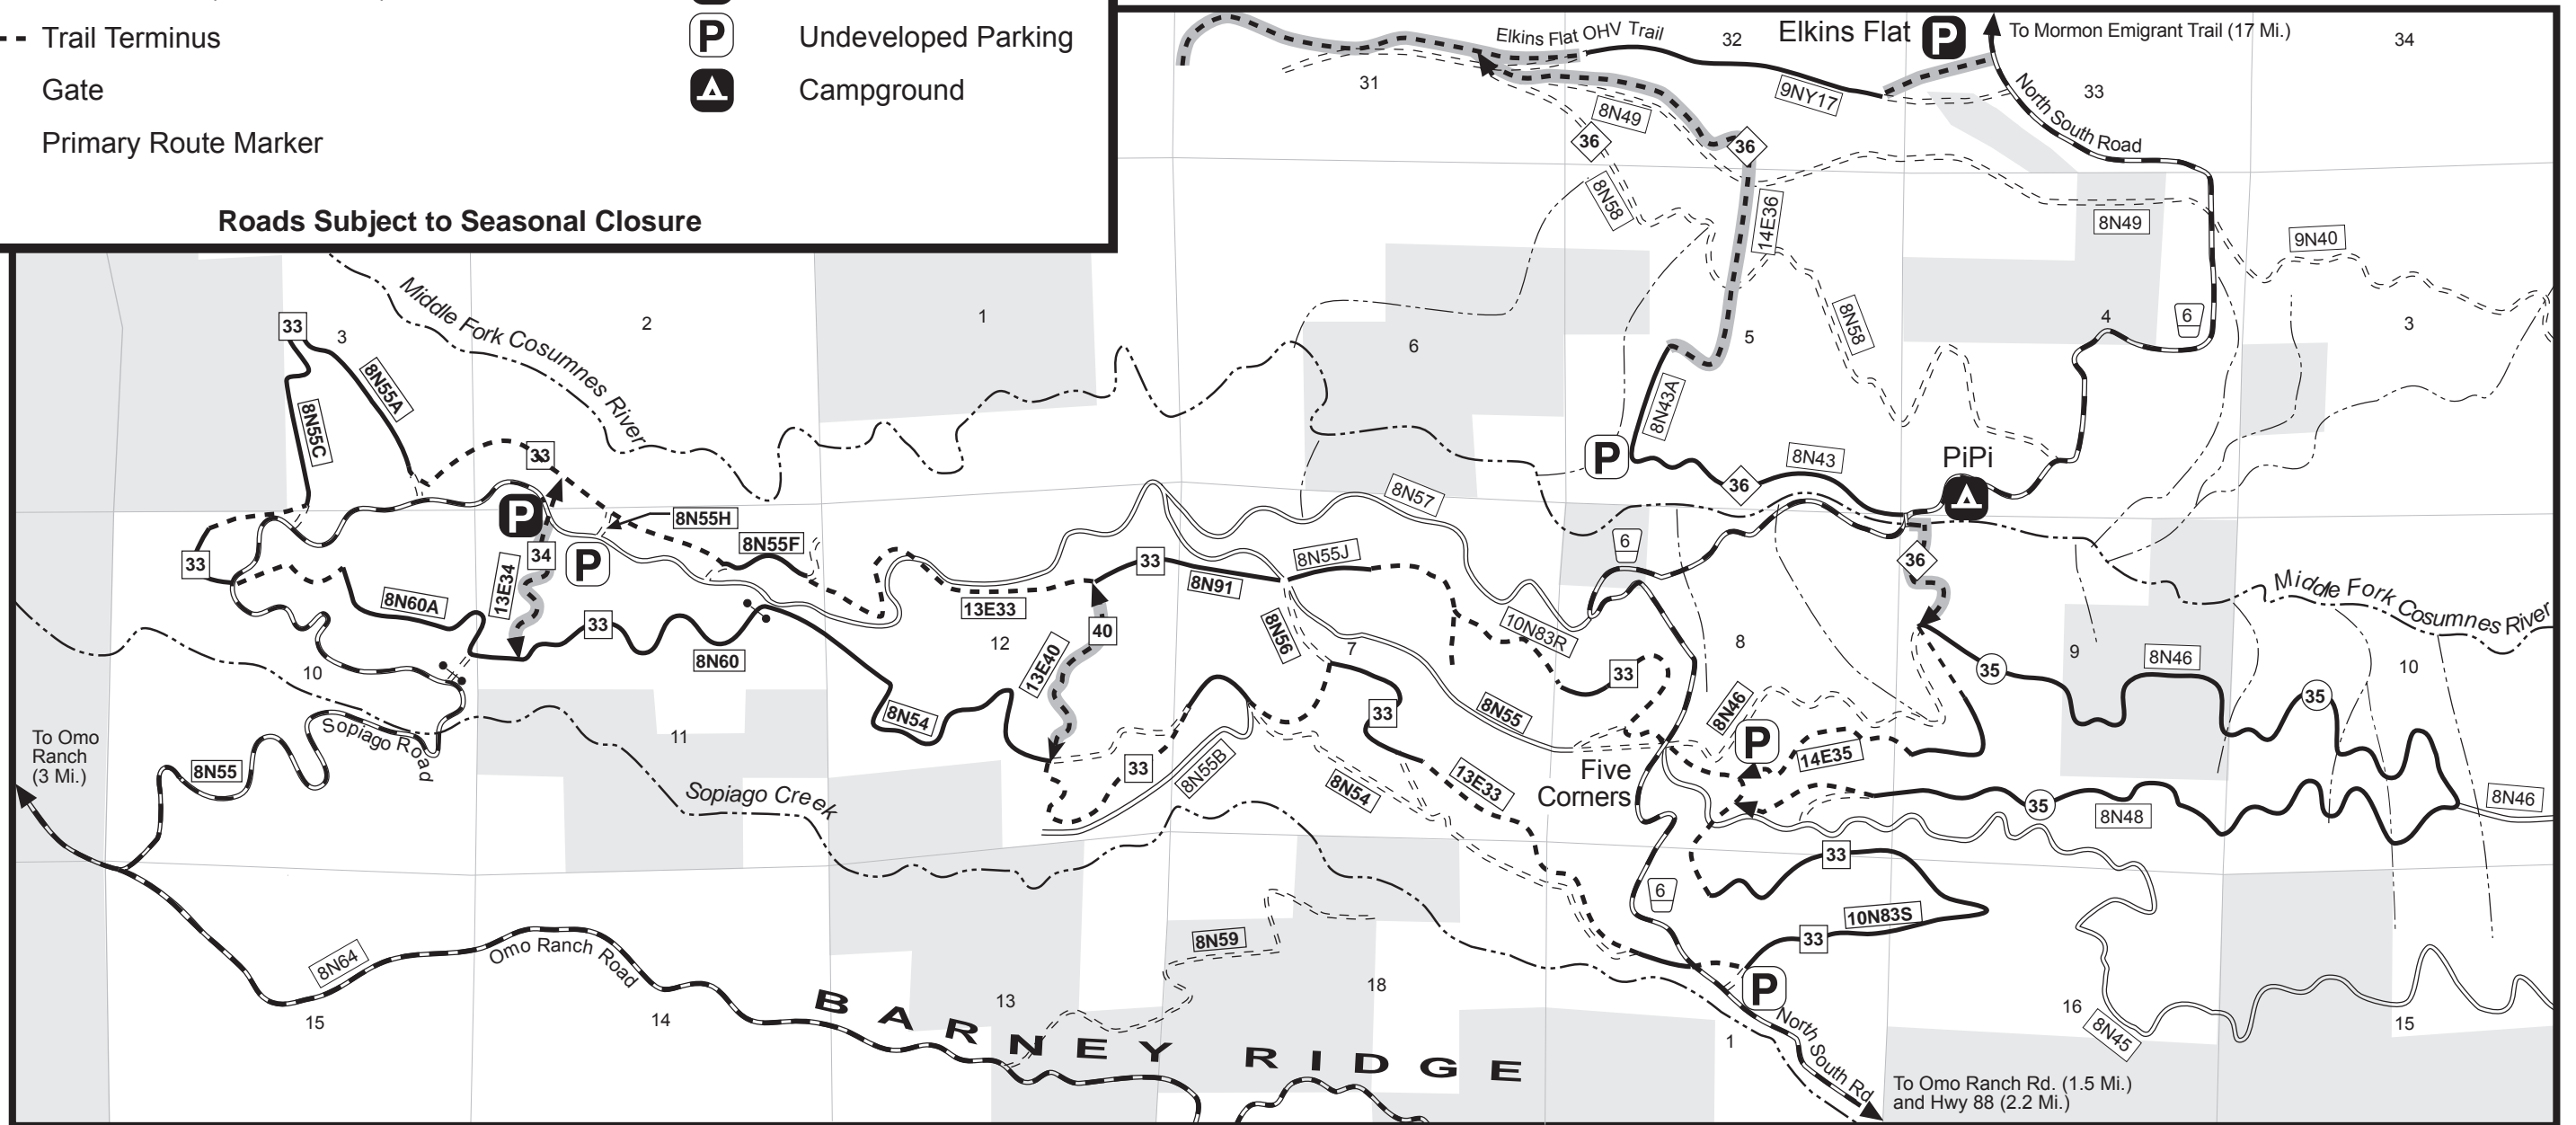 Trail Terminus
P
Undeveloped Parking
Gate
Campground
Primary Route Marker
Roads Subject to Seasonal Closure
Elkins Flat OHV Trail
32
Elkins Flat
P
To Mormon Emigrant Trail (17 Mi.)
34
31
8N49
9NY17
North South Road
33
36
36
8N58
14E36
8N49
9N40
Middle Fork Cosumnes River
33
3
2
1
6
5
8N58
4
6
3
8N55A
8N55C
8N43A
33
P
8N43
PiPi
36
8N57
P
8N55H
8N55F
34
P
33
13E34
33
8N91
8N55J
6
36
Middle Fork Cosumnes River
8N60A
33
13E33
12
40
8N56
7
10N83R
8
9
8N46
10
10
8N60
13E40
33
35
35
To Omo
Ranch
(3 Mi.)
Sopiago Road
11
8N54
33
8N55
8N46
P
14E35
8N55
Sopiago Creek
33
8N55B
8N54
13E33
Five
Corners
35
8N48
8N46
33
6
8N64
Omo Ranch Road
8N59
10N83S
33
15
14
13
18
P
16
8N45
15
BARNEY RIDGE
1
North South Rd
To Omo Ranch Rd. (1.5 Mi.)
and Hwy 88 (2.2 Mi.)